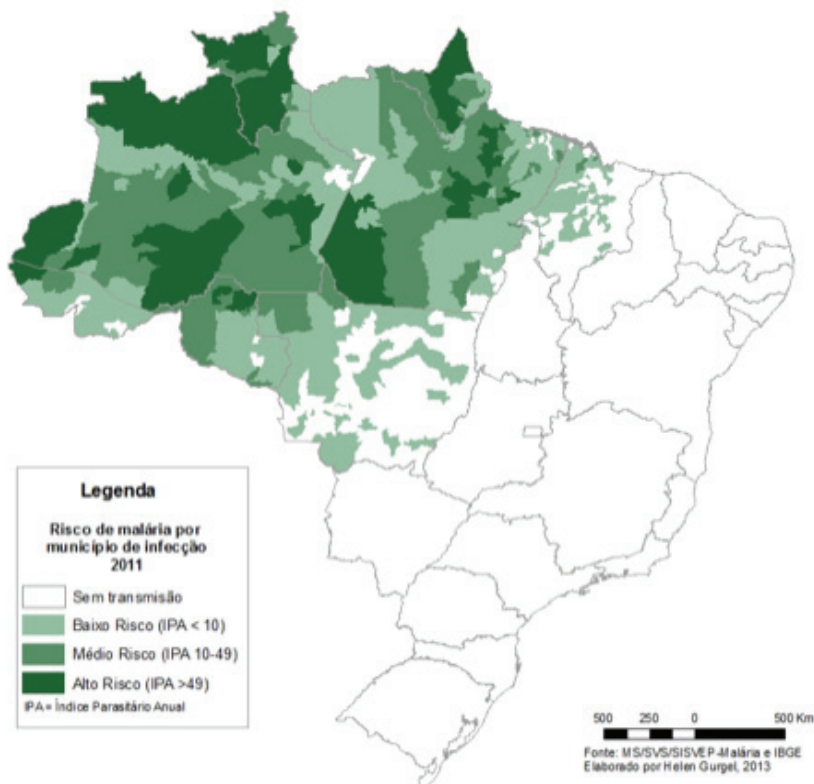 Legenda
Risco de malária por
município de infecção
2011
Sem transmissão
Baixo Risco (IPA < 10)
Médio Risco (IPA 10-49)
Alto Risco (IPA >49)
IPA = Índice Parasitário Anual
500 250 0 500 Km
Fonte: MS/SVS/SISVEP-Malária e IBGE
Elaborado por Helen Gurgel, 2013